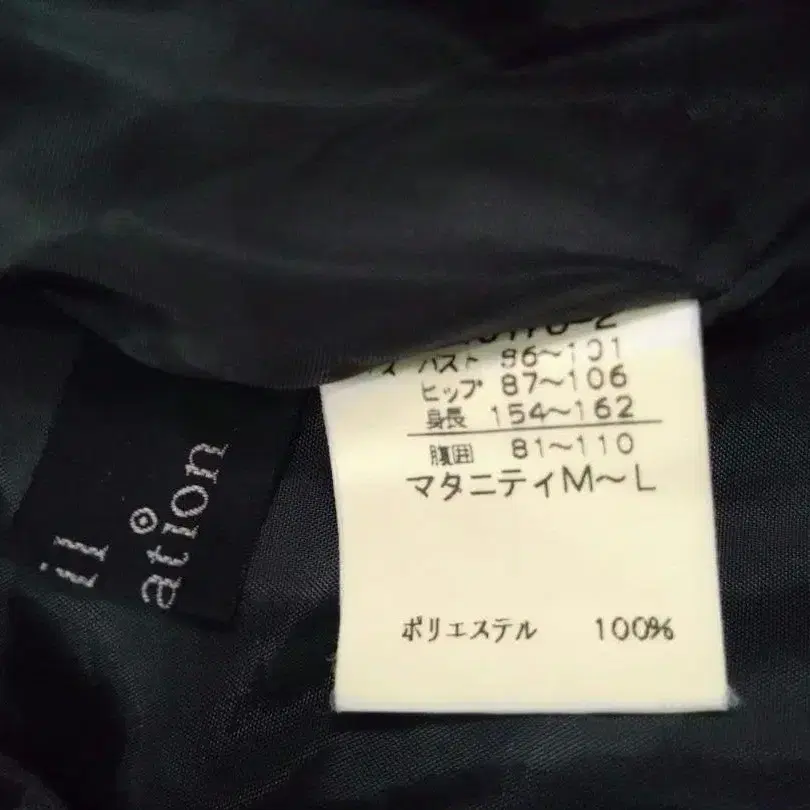 バスト 86〜101
ヒップ 87〜106
身長 154〜162
腹囲 81〜110
マタニティM〜L
ポリエステル 100%
il
ation